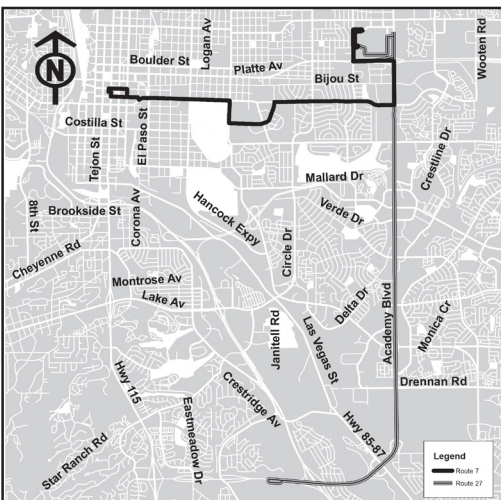 N
Logan Av
Wooten Rd
Boulder St
Platte Av
Bijou St
Costilla St
El Paso St
Tejon St
Crestline Dr
Mallard Dr
Verde Dr
8th St
Brookside St
Corona Av
Hancock Expy
Circle Dr
Cheyenne Rd
Montrose Av
Lake Av
Delta Dr
Academy Blvd
Monica Cr
Janitell Rd
Las Vegas St
Hwy 115
Crestridge Av
Drennan Rd
Eastmeadow Dr
Hwy 85-87
Star Ranch Rd
Legend
Route 7
Route 27